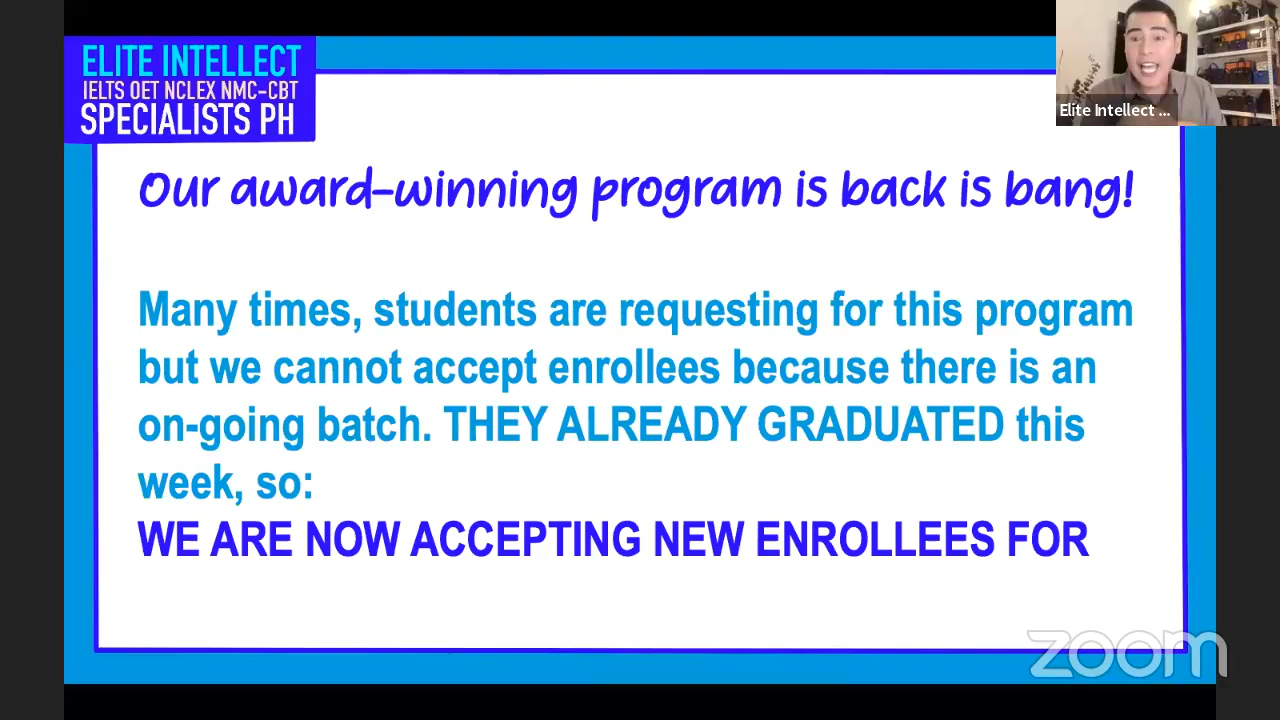 ELITE INTELLECT
IELTS OET NCLEX NMC-CBT
SPECIALISTS PH
Elite Intellect ...
Our award-winning program is back is bang!
Many times, students are requesting for this program
but we cannot accept enrollees because there is an
on-going batch. THEY ALREADY GRADUATED this
week, so:
WE ARE NOW ACCEPTING NEW ENROLLEES FOR
zoom